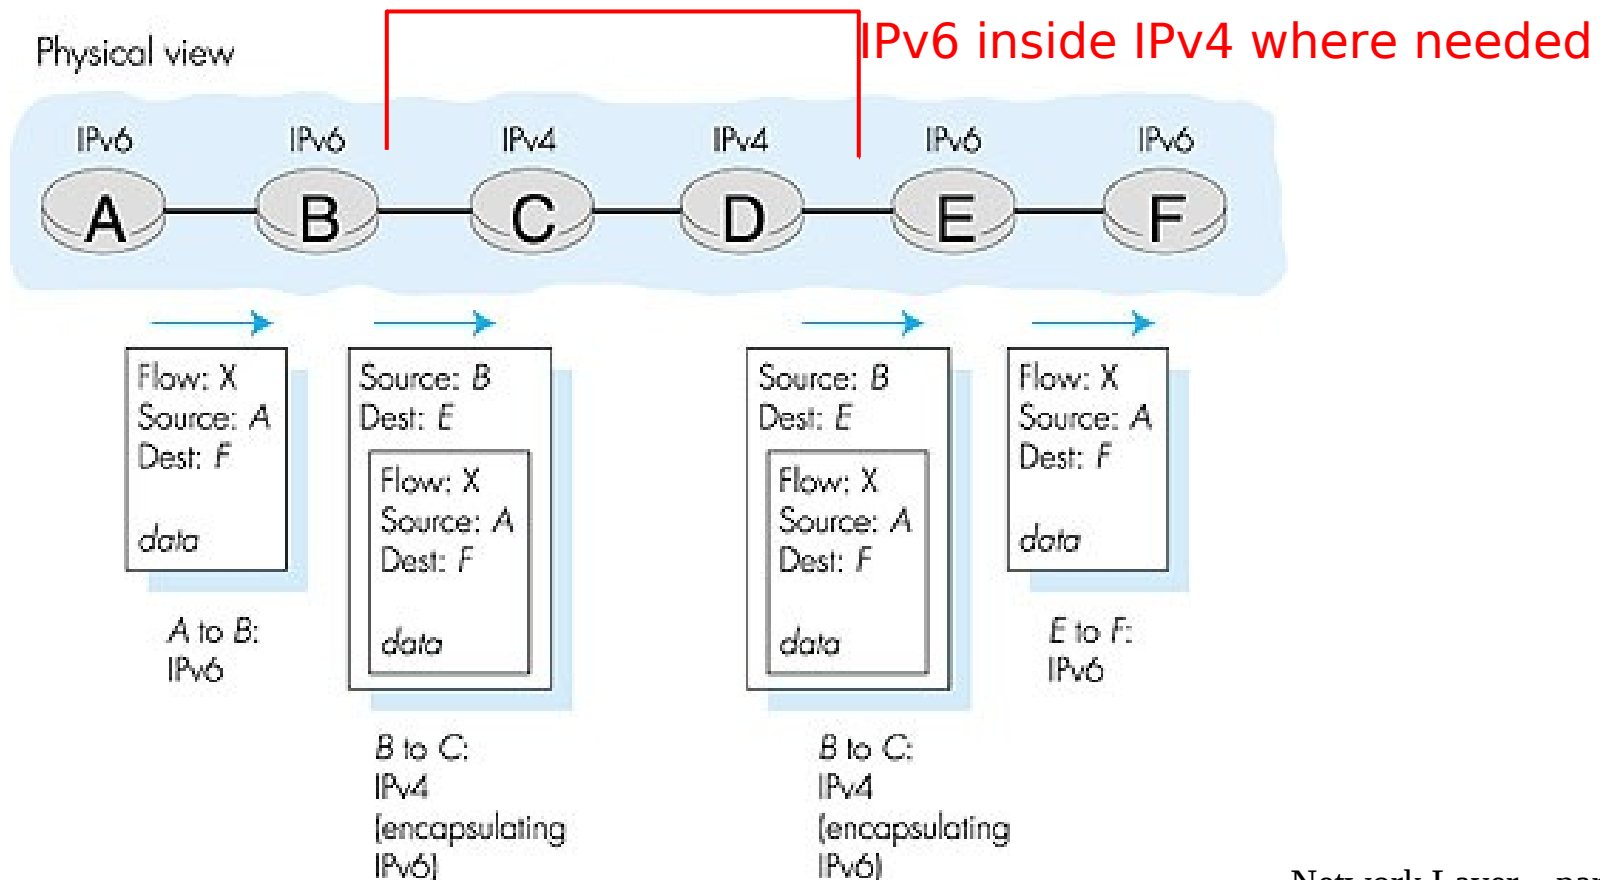 IPv6 inside IPv4 where needed
Physical view
IPv6 IPv6 IPv4 IPv4 IPv6 IPv6
A B C D E F
Flow: X
Source: A
Dest: F
data
A to B:
IPv6
Source: B
Dest: E
Flow: X
Source: A
Dest: F
data
B to C:
IPv4
(encapsulating
IPv6)
Source: B
Dest: E
Flow: X
Source: A
Dest: F
data
B to C:
IPv4
(encapsulating
IPv6)
Flow: X
Source: A
Dest: F
data
E to F:
IPv6
Network Layer